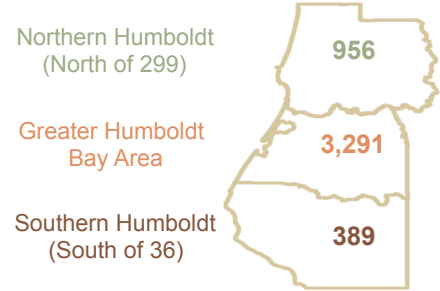 Northern Humboldt
(North of 299)
956
Greater Humboldt
Bay Area
3,291
Southern Humboldt
(South of 36)
389